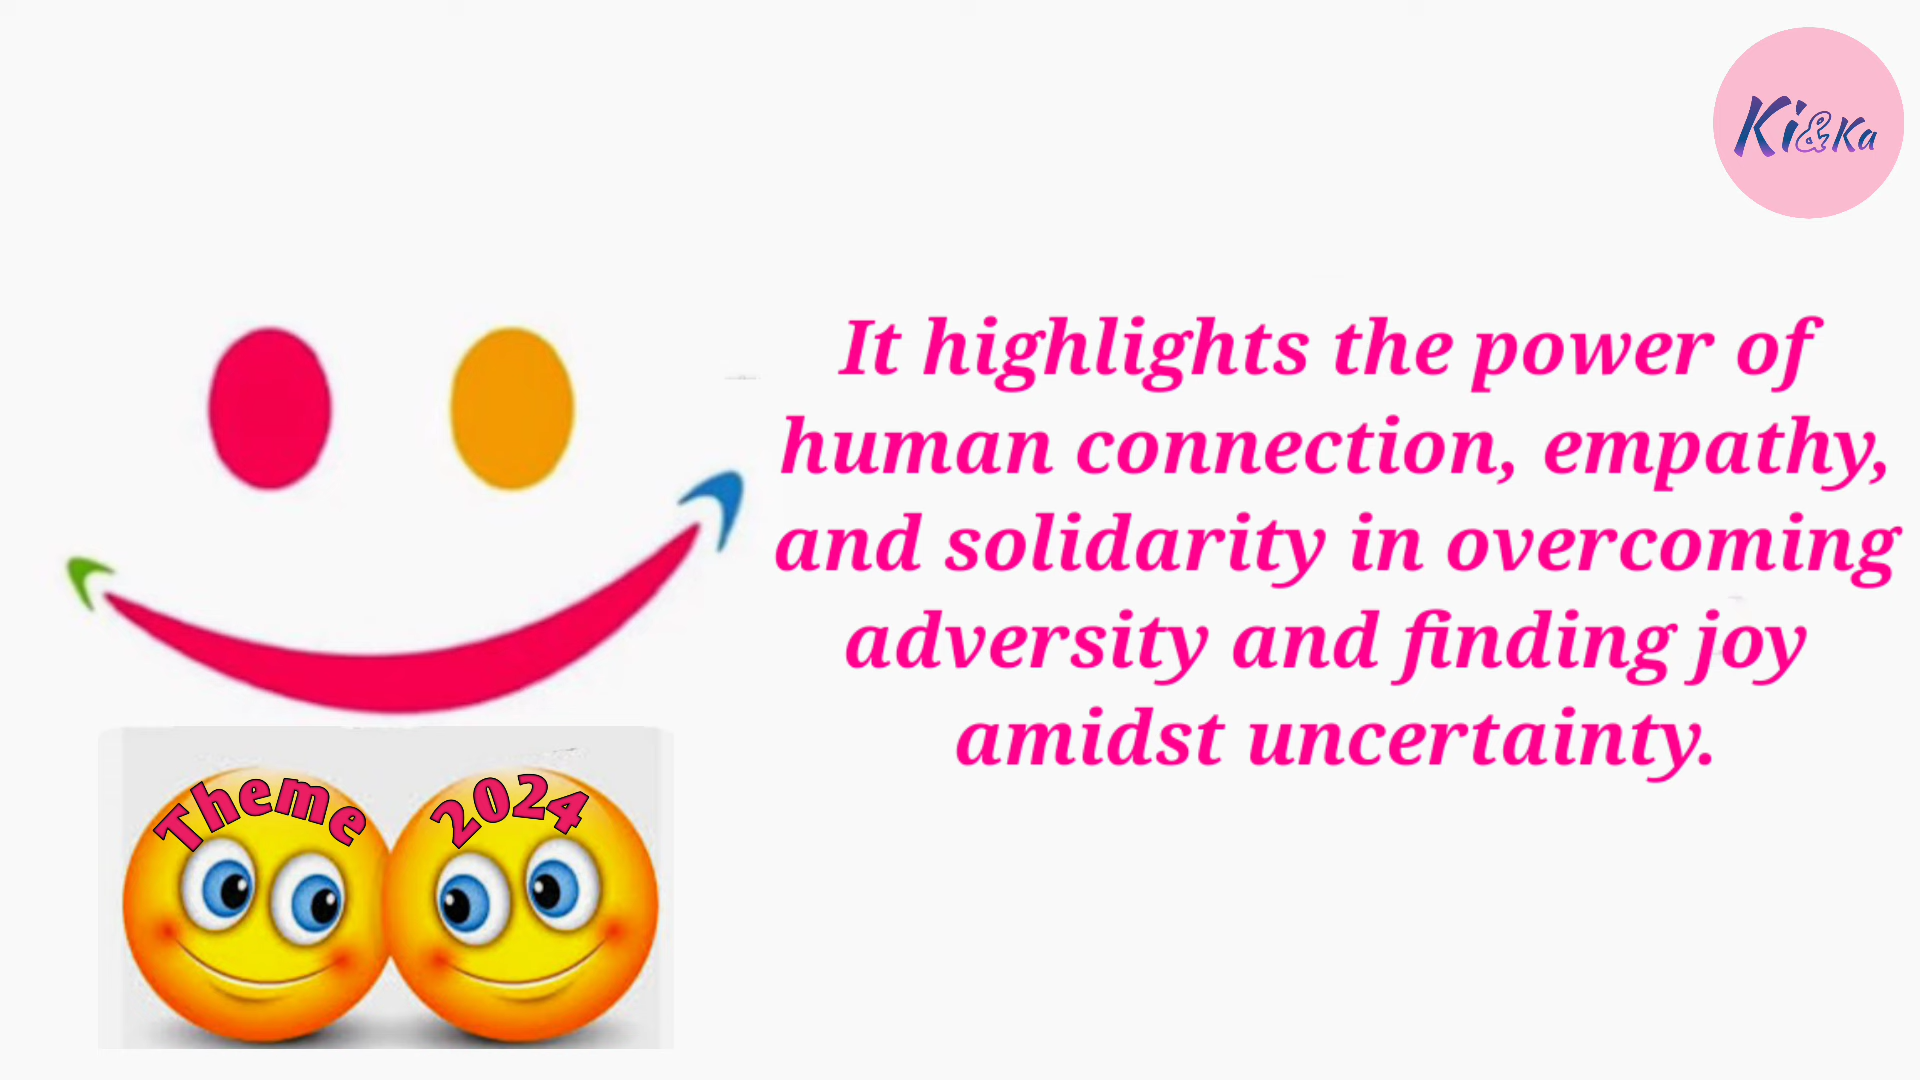 Ki&Ka
It highlights the power of
human connection, empathy,
and solidarity in overcoming
adversity and finding joy
amidst uncertainty.
Theme 2024